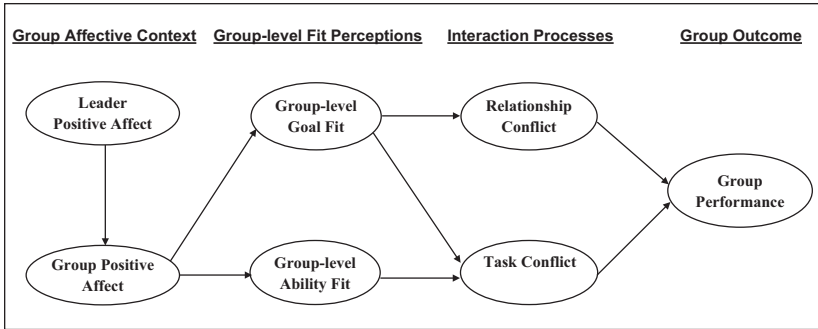 Group Affective Context
Group-level Fit Perceptions
Interaction Processes
Group Outcome
Leader
Positive Affect
Group-level
Goal Fit
Relationship
Conflict
Group
Performance
Group Positive
Affect
Group-level
Ability Fit
Task Conflict